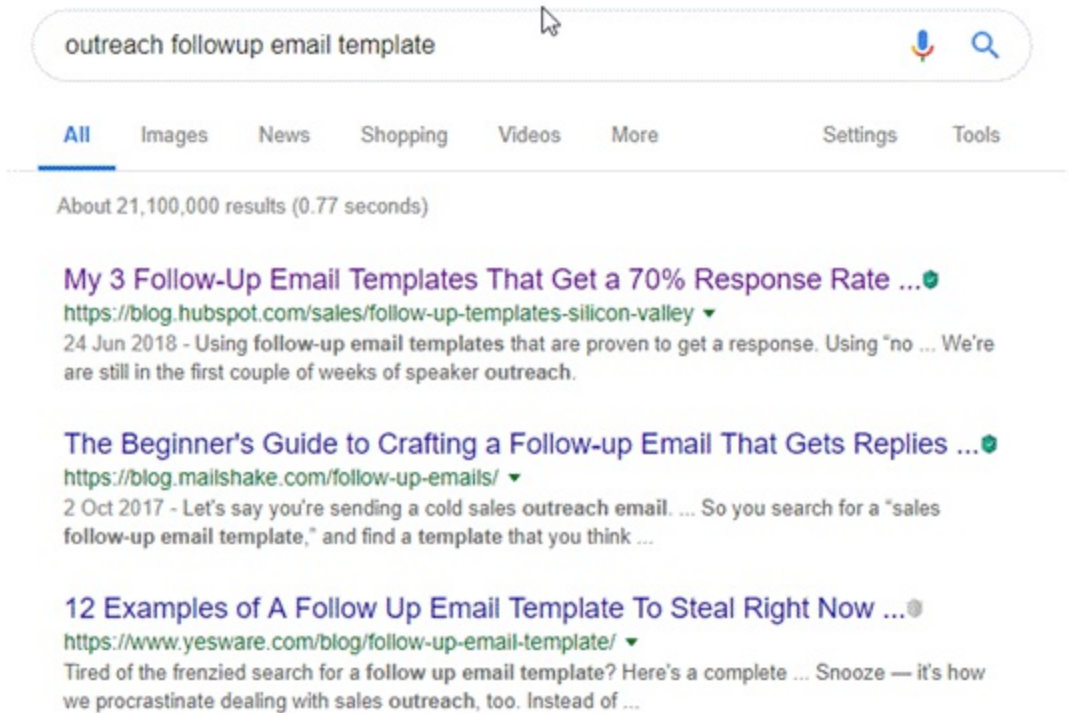 outreach followup email template
All Images News Shopping Videos More Settings Tools
About 21,100,000 results (0.77 seconds)
My 3 Follow-Up Email Templates That Get a 70% Response Rate ...
https://blog.hubspot.com/sales/follow-up-templates-silicon-valley
24 Jun 2018 - Using follow-up email templates that are proven to get a response. Using “no ... We're
are still in the first couple of weeks of speaker outreach.
The Beginner's Guide to Crafting a Follow-up Email That Gets Replies ...
https://blog.mailshake.com/follow-up-emails/
2 Oct 2017 - Let's say you're sending a cold sales outreach email. ... So you search for a “sales
follow-up email template,” and find a template that you think ...
12 Examples of A Follow Up Email Template To Steal Right Now ...
https://www.yesware.com/blog/follow-up-email-template/
Tired of the frenzied search for a follow up email template? Here's a complete ... Snooze — it's how
we procrastinate dealing with sales outreach, too. Instead of ...